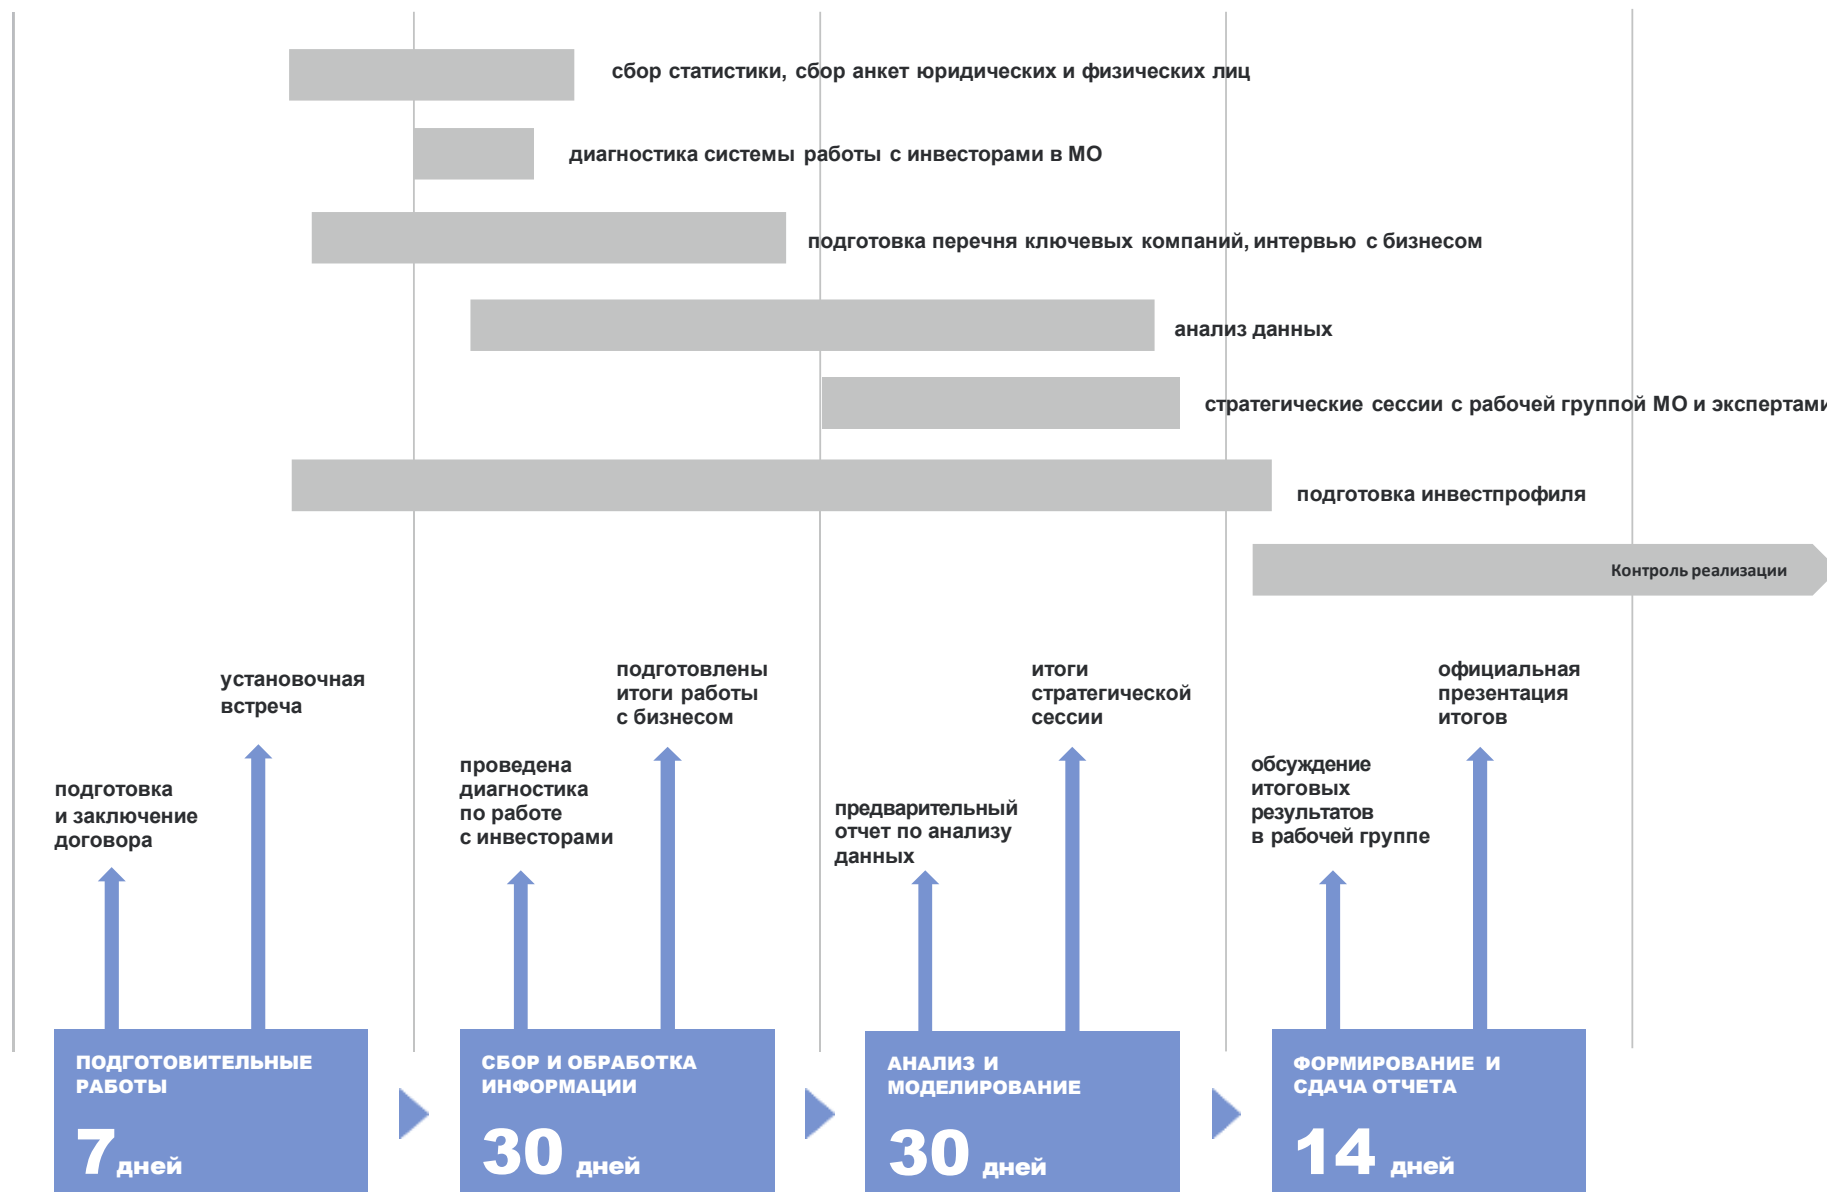 сбор статистики, сбор анкет юридических и физических лиц
диагностика системы работы с инвесторами в МО
подготовка перечня ключевых компаний, интервью с бизнесом
анализ данных
стратегические сессии с рабочей группой МО и экспертами
подготовка инвестпрофиля
Контроль реализации
установочная
встреча
подготовлены
итоги работы
с бизнесом
итоги
стратегической
сессии
официальная
презентация
итогов
подготовка
и заключение
договора
проведена
диагностика
по работе
с инвесторами
предварительный
отчет по анализу
данных
обсуждение
итоговых
результатов
в рабочей группе
ПОДГОТОВИТЕЛЬНЫЕ
РАБОТЫ
7 дней
СБОР И ОБРАБОТКА
ИНФОРМАЦИИ
30 дней
АНАЛИЗ И
МОДЕЛИРОВАНИЕ
30 дней
ФОРМИРОВАНИЕ И
СДАЧА ОТЧЕТА
14 дней